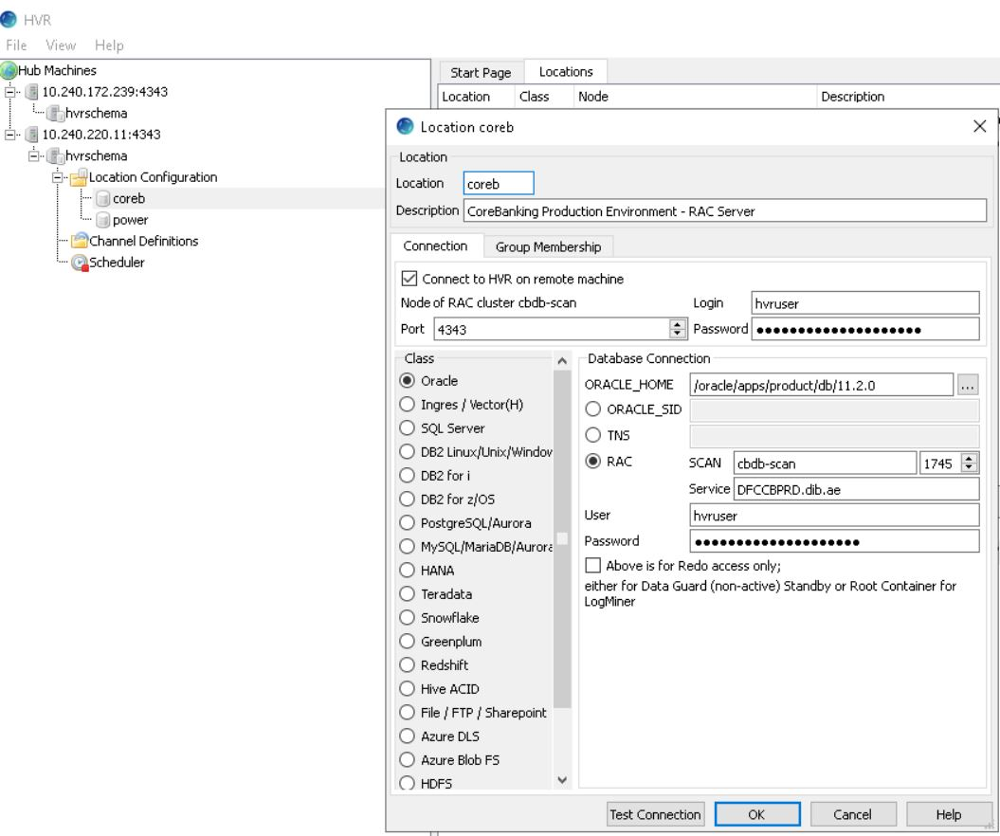 HVR
File View Help
Hub Machines
10.240.172.239:4343
hvrschema
10.240.220.11:4343
hvrschema
Location Configuration
coreb
power
Channel Definitions
Scheduler
Start Page Locations
Location Class Node Description
Location coreb
Location
Location coreb
Description CoreBanking Production Environment - RAC Server
Connection Group Membership
Connect to HVR on remote machine
Node of RAC cluster cbdb-scan Login hvruser
Port 4343 Password ●●●●●●●●●●●●●●●●●●●●
Class
Oracle
Ingres / Vector(H)
SQL Server
DB2 Linux/Unix/Window
DB2 for i
DB2 for z/OS
PostgreSQL/Aurora
MySQL/MariaDB/Aurora
HANA
Teradata
Snowflake
Greenplum
Redshift
Hive ACID
File / FTP / Sharepoint
Azure DLS
Azure Blob FS
HDFS
Database Connection
ORACLE_HOME /oracle/apps/product/db/11.2.0 ...
ORACLE_SID
TNS
RAC SCAN cbdb-scan 1745
Service DFCCBPRD.dib.ae
User hvruser
Password ●●●●●●●●●●●●●●●●●●●●
Above is for Redo access only;
either for Data Guard (non-active) Standby or Root Container for
LogMiner
Test Connection OK Cancel Help